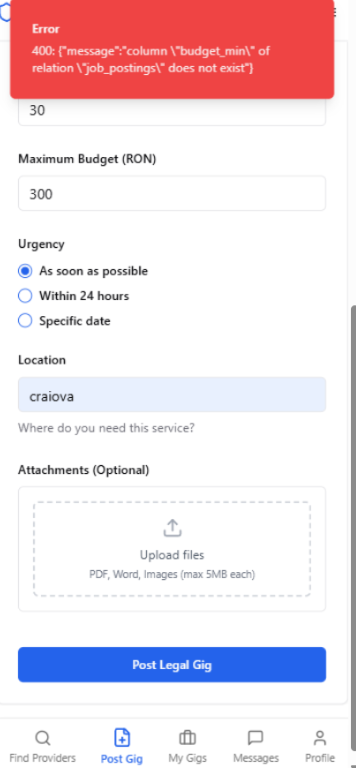 Error
400: {"message":"column \"budget_min\" of
relation \"job_postings\" does not exist"}
30
Maximum Budget (RON)
300
Urgency
As soon as possible
Within 24 hours
Specific date
Location
craiova
Where do you need this service?
Attachments (Optional)
Upload files
PDF, Word, Images (max 5MB each)
Post Legal Gig
Find Providers
Post Gig
My Gigs
Messages
Profile